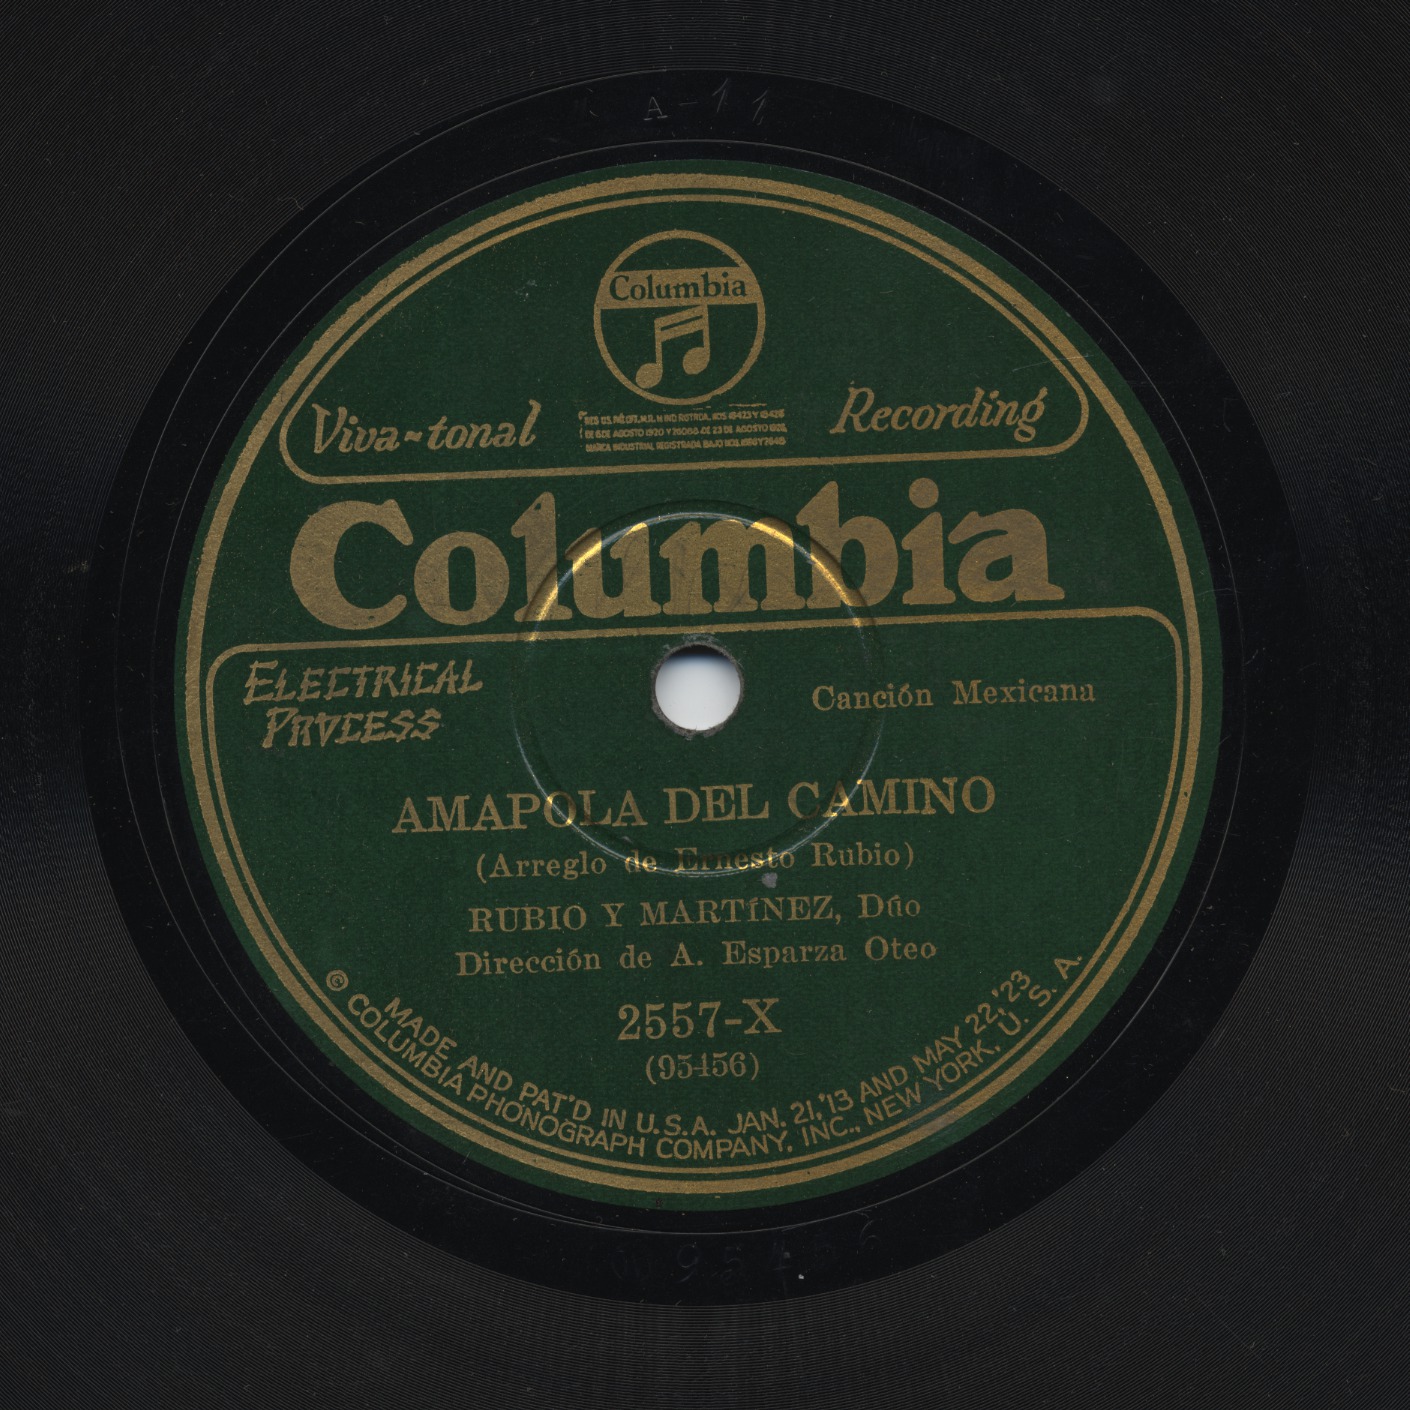 A-11
Columbia
Viva-tonal
Recording
Columbia
ELECTRICAL
PROCESS
Canción Mexicana
AMAPOLA DEL CAMINO
(Arreglo de Ernesto Rubio)
RUBIO Y MARTÍNEZ, Dúo
Dirección de A. Esparza Oteo
2557-X
(95456)
MADE AND PAT'D IN U.S.A. JAN. 21,'13 AND MAY 22,'23
© COLUMBIA PHONOGRAPH COMPANY, INC., NEW YORK, U. S. A.
W 95456